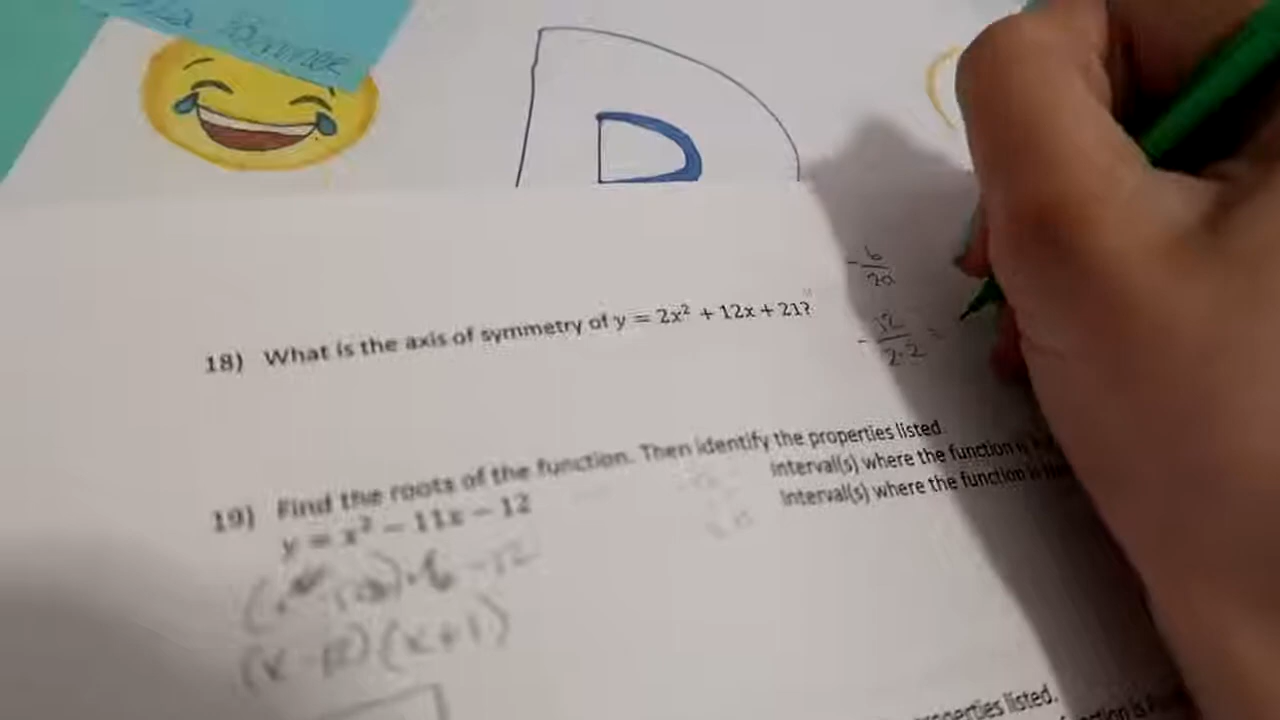 D
-b/2a
18) What is the axis of symmetry of y = 2x² + 12x + 21?
-12/2·2 =
19) Find the roots of the function. Then identify the properties listed.
y = x² - 11x - 12
Interval(s) where the function is
Interval(s) where the function is
(x-12)(x+1)
properties listed.